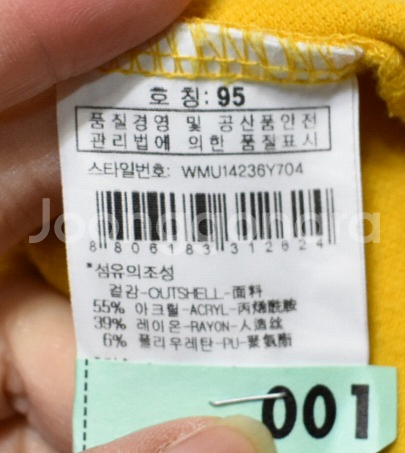 호 칭: 95
품질경영 및 공산품안전
관리법에 의한 품질표시
스타일번호: WMU14236Y704
Joonggonara
8 806183 312824
*섬유의조성
겉감-OUTSHELL-面料
55% 아크릴-ACRYL-丙烯酰胺
39% 레이온-RAYON-人造丝
6% 폴리우레탄-PU-聚氨酯
001